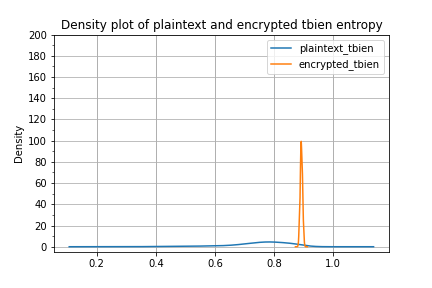 Density plot of plaintext and encrypted tbien entropy
200
180
160
140
120
100
80
60
40
20
0
Density
plaintext_tbien
encrypted_tbien
0.2 0.4 0.6 0.8 1.0